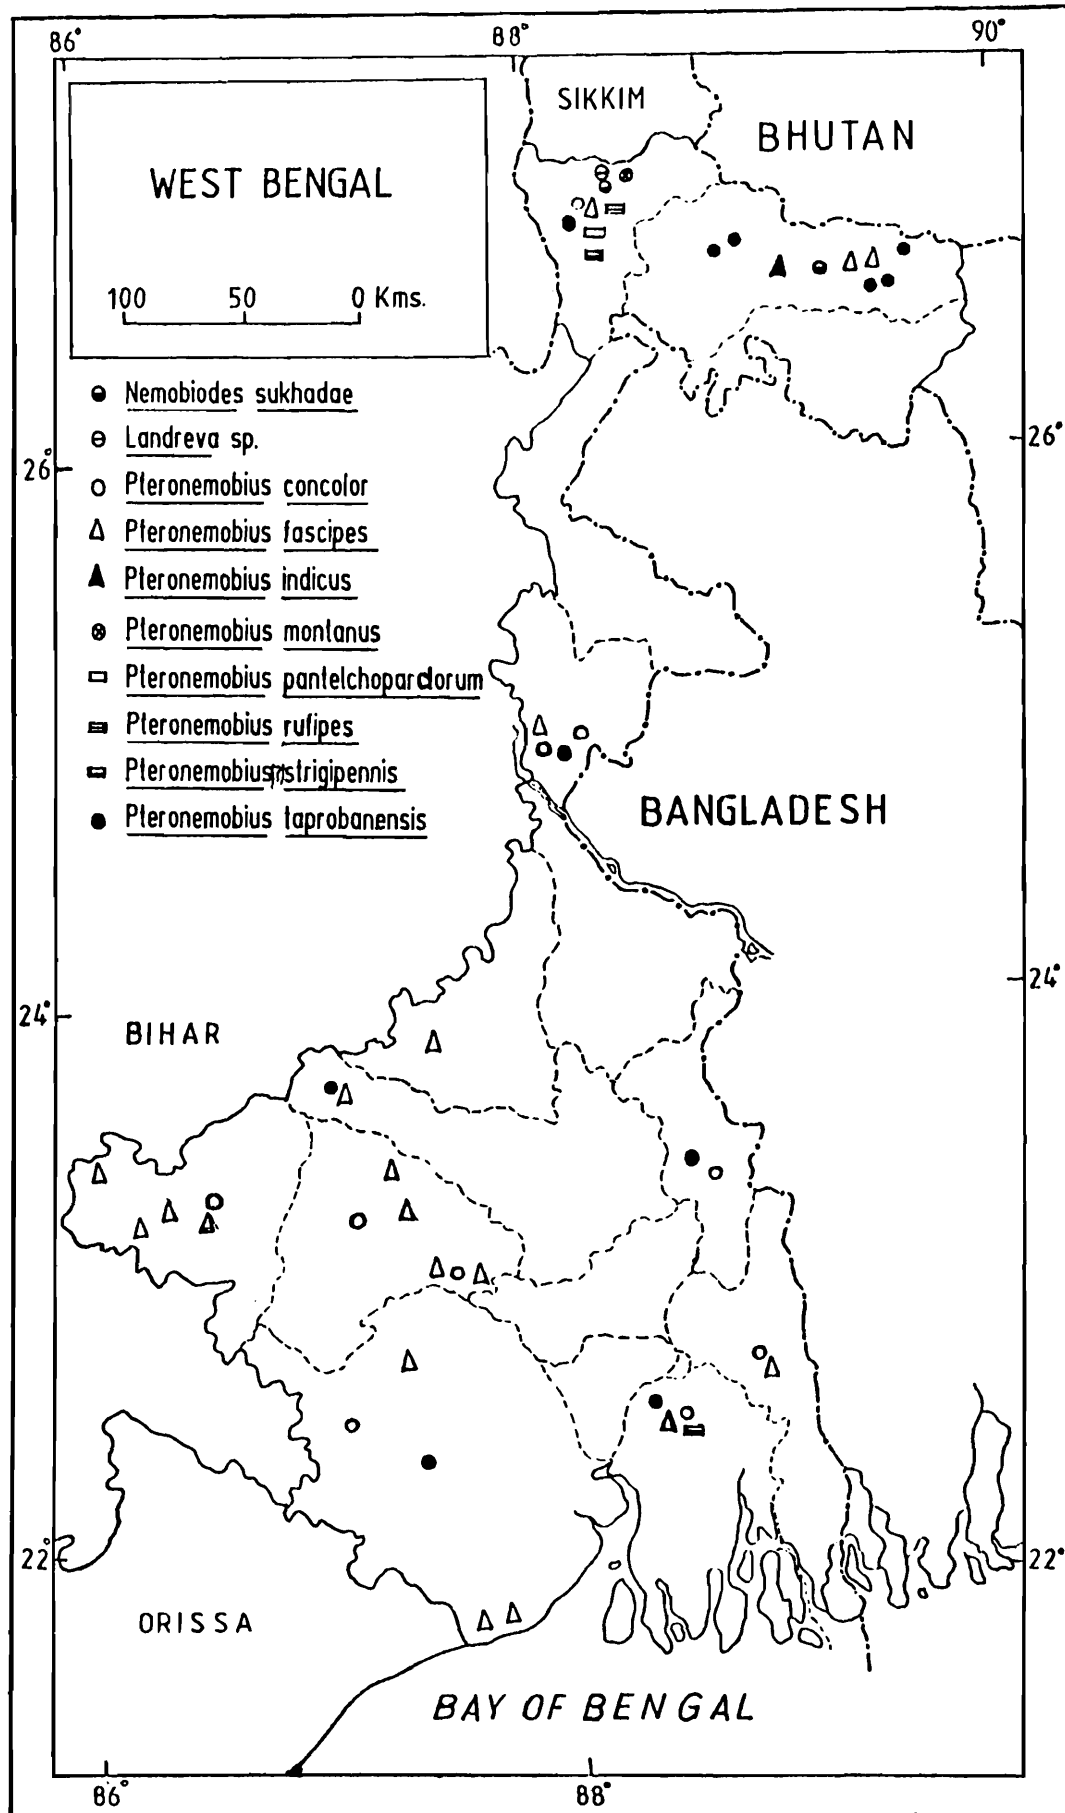 86° 88° 90°
SIKKIM
BHUTAN
WEST BENGAL
100 50 0 Kms.
Nemobiodes sukhadae
Landreva sp.
26° 26°
Pteronemobius concolor
Pteronemobius fascipes
Pteronemobius indicus
Pteronemobius montanus
Pteronemobius pantelchopardorum
Pteronemobius rufipes
Pteronemobius strigipennis
Pteronemobius taprobanensis
BANGLADESH
24° 24°
BIHAR
22° 22°
ORISSA
BAY OF BENGAL
86° 88°